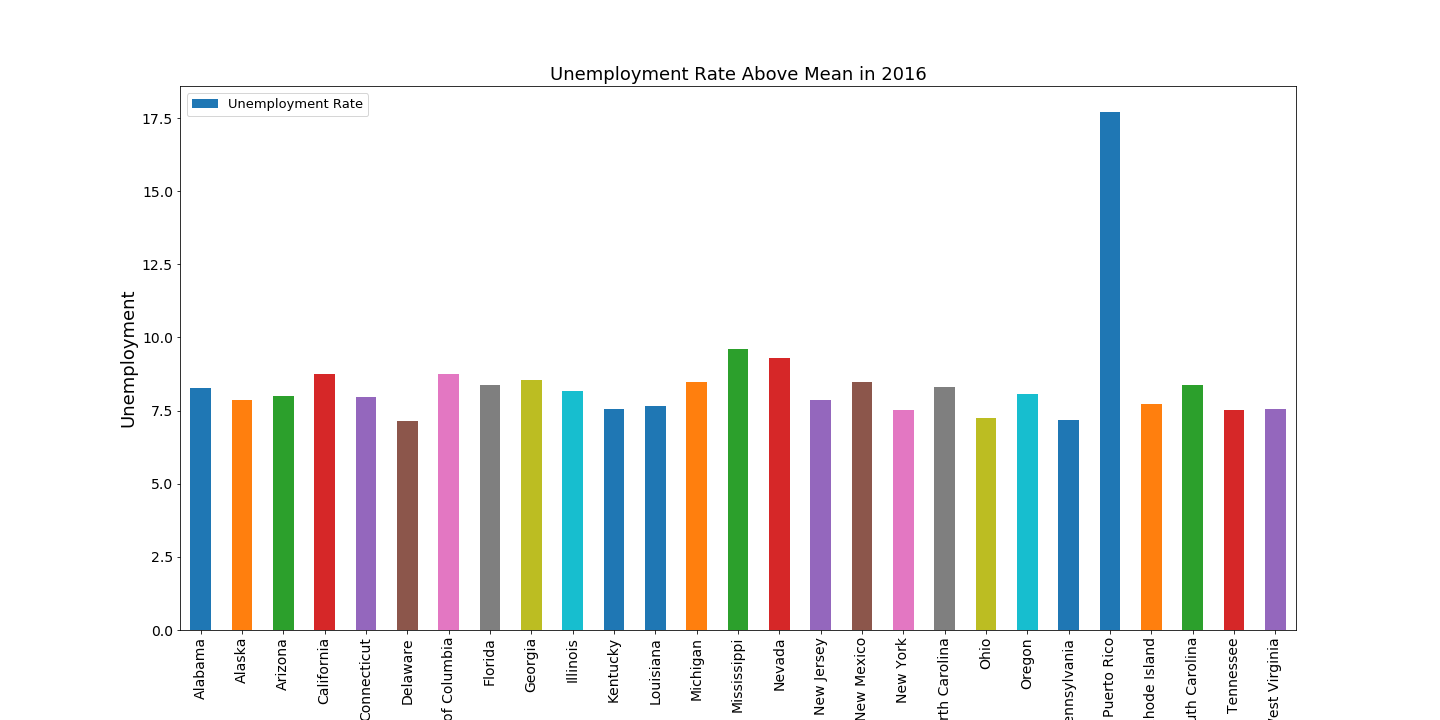 Unemployment Rate Above Mean in 2016
Unemployment Rate
Unemployment
17.5
15.0
12.5
10.0
7.5
5.0
2.5
0.0
Alabama
Alaska
Arizona
California
Connecticut
Delaware
of Columbia
Florida
Georgia
Illinois
Kentucky
Louisiana
Michigan
Mississippi
Nevada
New Jersey
New Mexico
New York
rth Carolina
Ohio
Oregon
ennsylvania
Puerto Rico
hode Island
uth Carolina
Tennessee
est Virginia